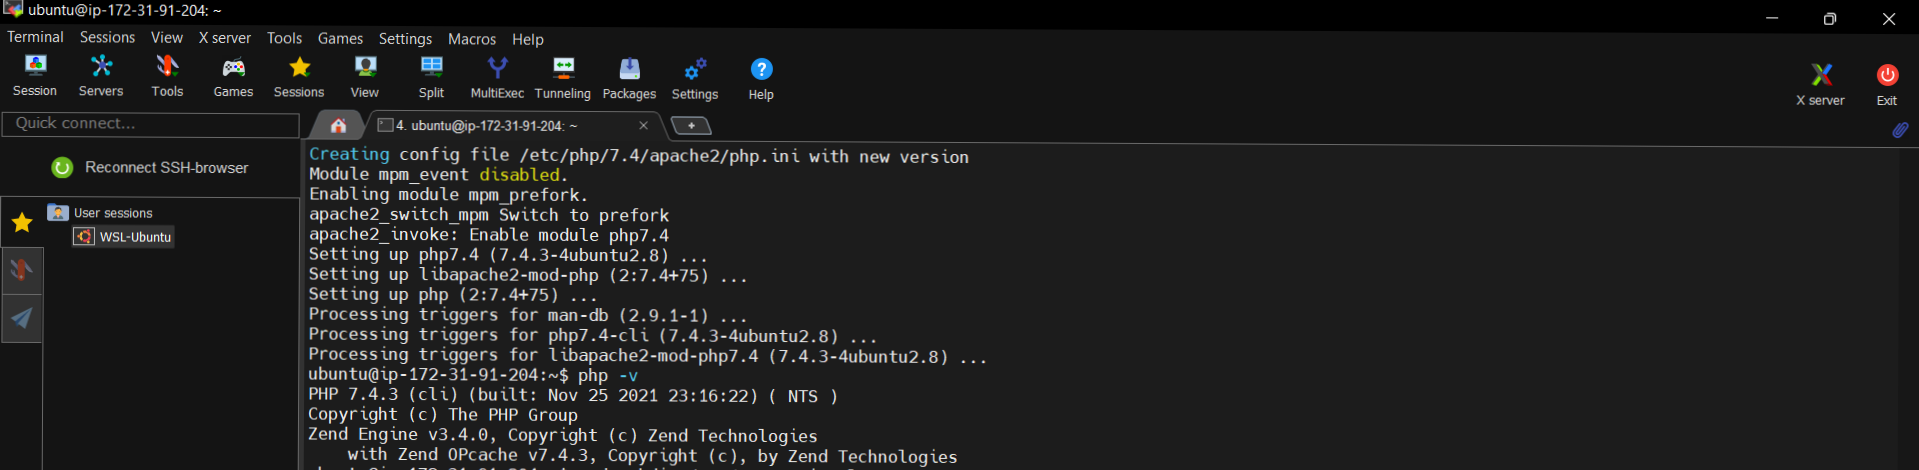 ubuntu@ip-172-31-91-204: ~
Terminal Sessions View X server Tools Games Settings Macros Help
Session Servers Tools Games Sessions View Split MultiExec Tunneling Packages Settings Help X server Exit
Quick connect...
4. ubuntu@ip-172-31-91-204: ~
Reconnect SSH-browser
User sessions
WSL-Ubuntu
Creating config file /etc/php/7.4/apache2/php.ini with new version
Module mpm_event disabled.
Enabling module mpm_prefork.
apache2_switch_mpm Switch to prefork
apache2_invoke: Enable module php7.4
Setting up php7.4 (7.4.3-4ubuntu2.8) ...
Setting up libapache2-mod-php (2:7.4+75) ...
Setting up php (2:7.4+75) ...
Processing triggers for man-db (2.9.1-1) ...
Processing triggers for php7.4-cli (7.4.3-4ubuntu2.8) ...
Processing triggers for libapache2-mod-php7.4 (7.4.3-4ubuntu2.8) ...
ubuntu@ip-172-31-91-204:~$ php -v
PHP 7.4.3 (cli) (built: Nov 25 2021 23:16:22) ( NTS )
Copyright (c) The PHP Group
Zend Engine v3.4.0, Copyright (c) Zend Technologies
with Zend OPcache v7.4.3, Copyright (c), by Zend Technologies